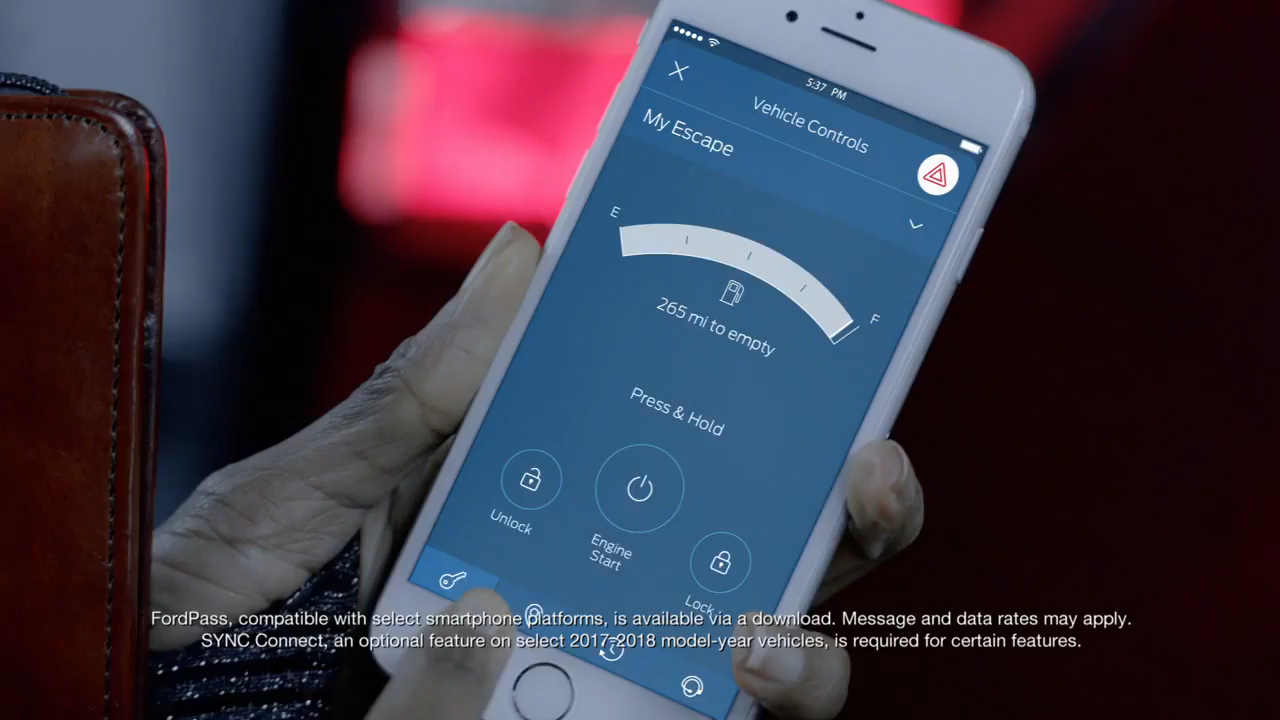 5:37 PM
Vehicle Controls
My Escape
E
F
265 mi to empty
Press & Hold
Unlock
Engine
Start
Lock
FordPass, compatible with select smartphone platforms, is available via a download. Message and data rates may apply.
SYNC Connect, an optional feature on select 2017-2018 model-year vehicles, is required for certain features.